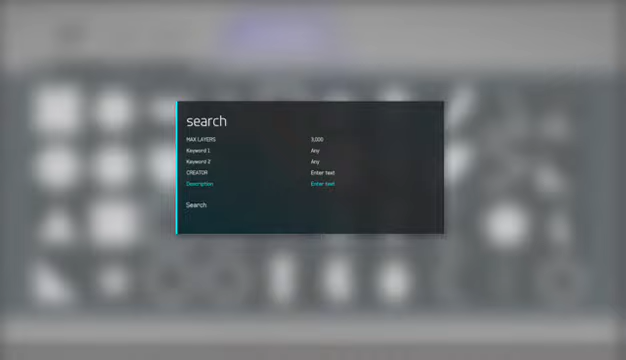 search
MAX LAYERS 3,000
Keyword 1 Any
Keyword 2 Any
CREATOR Enter text
Description Enter text
Search